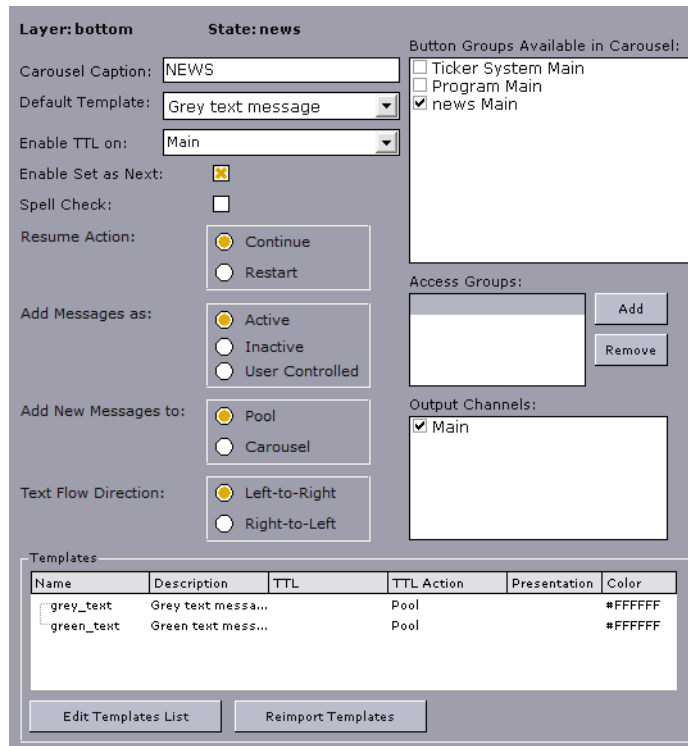 Layer: bottom State: news
Carousel Caption: NEWS
Default Template: Grey text message
Enable TTL on: Main
Enable Set as Next:
Spell Check:
Resume Action: Continue
Restart
Add Messages as: Active
Inactive
User Controlled
Add New Messages to: Pool
Carousel
Text Flow Direction: Left-to-Right
Right-to-Left
Button Groups Available in Carousel:
Ticker System Main
Program Main
news Main
Access Groups:
Add
Remove
Output Channels:
Main
Templates
Name Description TTL TTL Action Presentation Color
grey_text Grey text messa... Pool #FFFFFF
green_text Green text mess... Pool #FFFFFF
Edit Templates List Reimport Templates